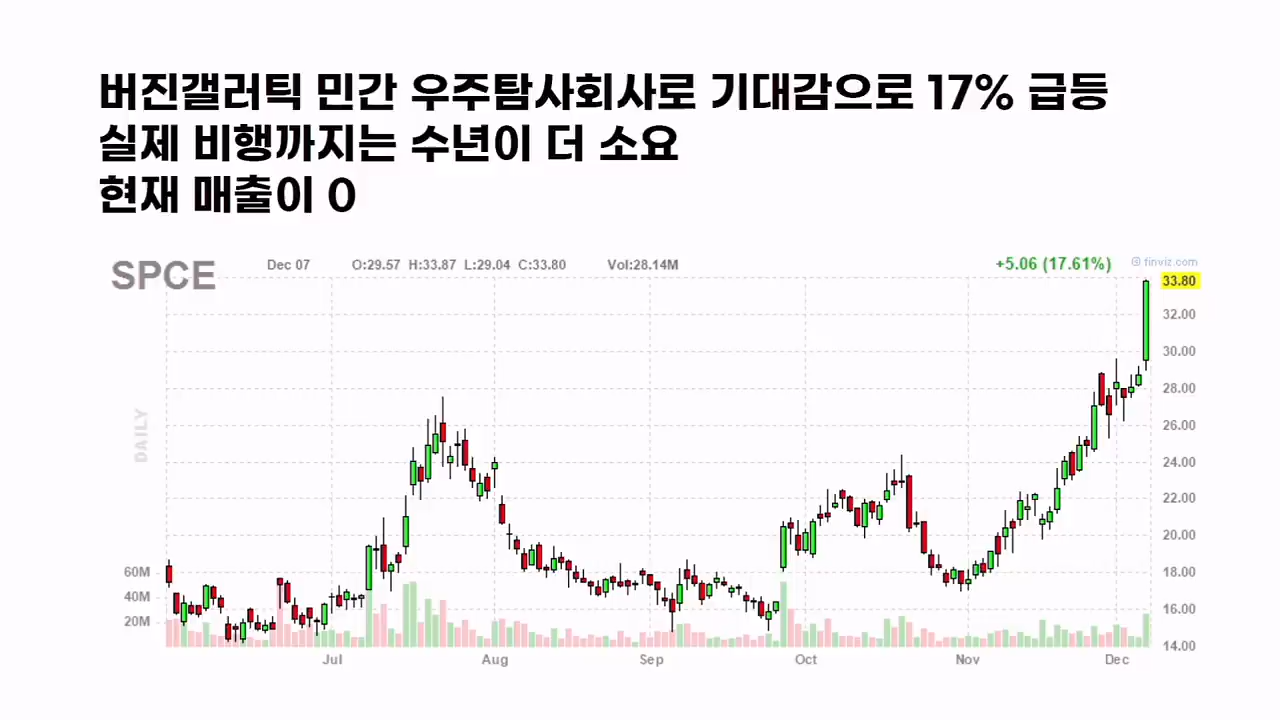 버진갤러틱 민간 우주탐사회사로 기대감으로 17% 급등
실제 비행까지는 수년이 더 소요
현재 매출이 0
SPCE Dec 07 O:29.57 H:33.87 L:29.04 C:33.80 Vol:28.14M +5.06 (17.61%) © finviz.com
33.80
32.00
30.00
28.00
26.00
24.00
22.00
20.00
18.00
16.00
14.00
DAILY
60M
40M
20M
Jul Aug Sep Oct Nov Dec